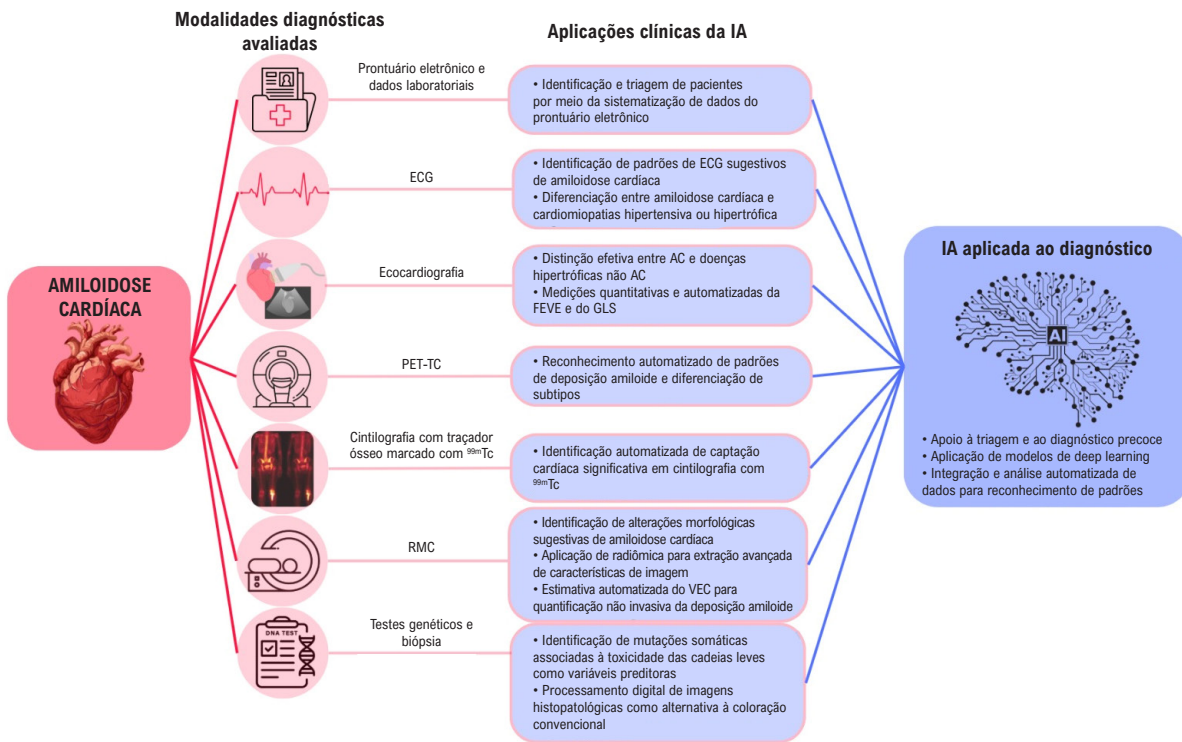 Modalidades diagnósticas
avaliadas
Aplicações clínicas da IA
Prontuário eletrônico e
dados laboratoriais
• Identificação e triagem de pacientes
por meio da sistematização de dados do
prontuário eletrônico
ECG
• Identificação de padrões de ECG sugestivos
de amiloidose cardíaca
• Diferenciação entre amiloidose cardíaca e
cardiomiopatias hipertensiva ou hipertrófica
AMILOIDOSE
CARDÍACA
Ecocardiografia
• Distinção efetiva entre AC e doenças
hipertróficas não AC
• Medições quantitativas e automatizadas da
FEVE e do GLS
PET-TC
• Reconhecimento automatizado de padrões
de deposição amiloide e diferenciação de
subtipos
Cintilografia com traçador
ósseo marcado com ⁹⁹ᵐTc
• Identificação automatizada de captação
cardíaca significativa em cintilografia com
⁹⁹ᵐTc
RMC
• Identificação de alterações morfológicas
sugestivas de amiloidose cardíaca
• Aplicação de radiômica para extração avançada
de características de imagem
• Estimativa automatizada do VEC para
quantificação não invasiva da deposição amiloide
Testes genéticos e
biópsia
DNA TEST
• Identificação de mutações somáticas
associadas à toxicidade das cadeias leves
como variáveis preditoras
• Processamento digital de imagens
histopatológicas como alternativa à coloração
convencional
IA aplicada ao diagnóstico
AI
• Apoio à triagem e ao diagnóstico precoce
• Aplicação de modelos de deep learning
• Integração e análise automatizada de
dados para reconhecimento de padrões